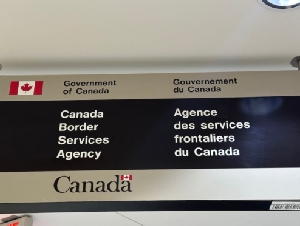 Government
of Canada
Gouvernement
du Canada
Canada
Border
Services
Agency
Agence
des services
frontaliers
du Canada
Canada